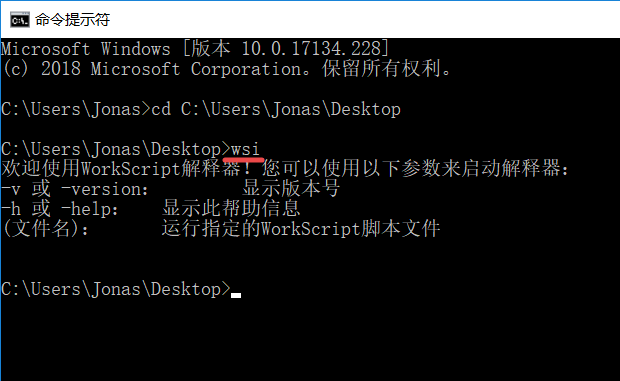 命令提示符
Microsoft Windows [版本 10.0.17134.228]
(c) 2018 Microsoft Corporation。保留所有权利。
C:\Users\Jonas>cd C:\Users\Jonas\Desktop
C:\Users\Jonas\Desktop>wsi
欢迎使用WorkScript解释器！您可以使用以下参数来启动解释器：
-v 或 -version：        显示版本号
-h 或 -help：   显示此帮助信息
(文件名)：      运行指定的WorkScript脚本文件
C:\Users\Jonas\Desktop>